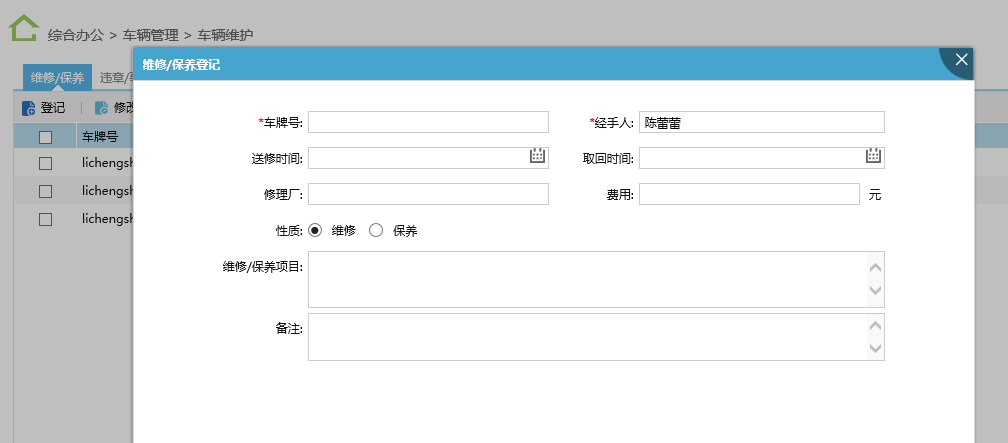 综合办公 > 车辆管理 > 车辆维护
维修/保养登记
维修/保养 违章/
登记 | 修改
车牌号
lichengsh
lichengsh
lichengsh
*车牌号: *经手人: 陈蕾蕾
送修时间: 取回时间:
修理厂: 费用: 元
性质: 维修 保养
维修/保养项目:
备注: